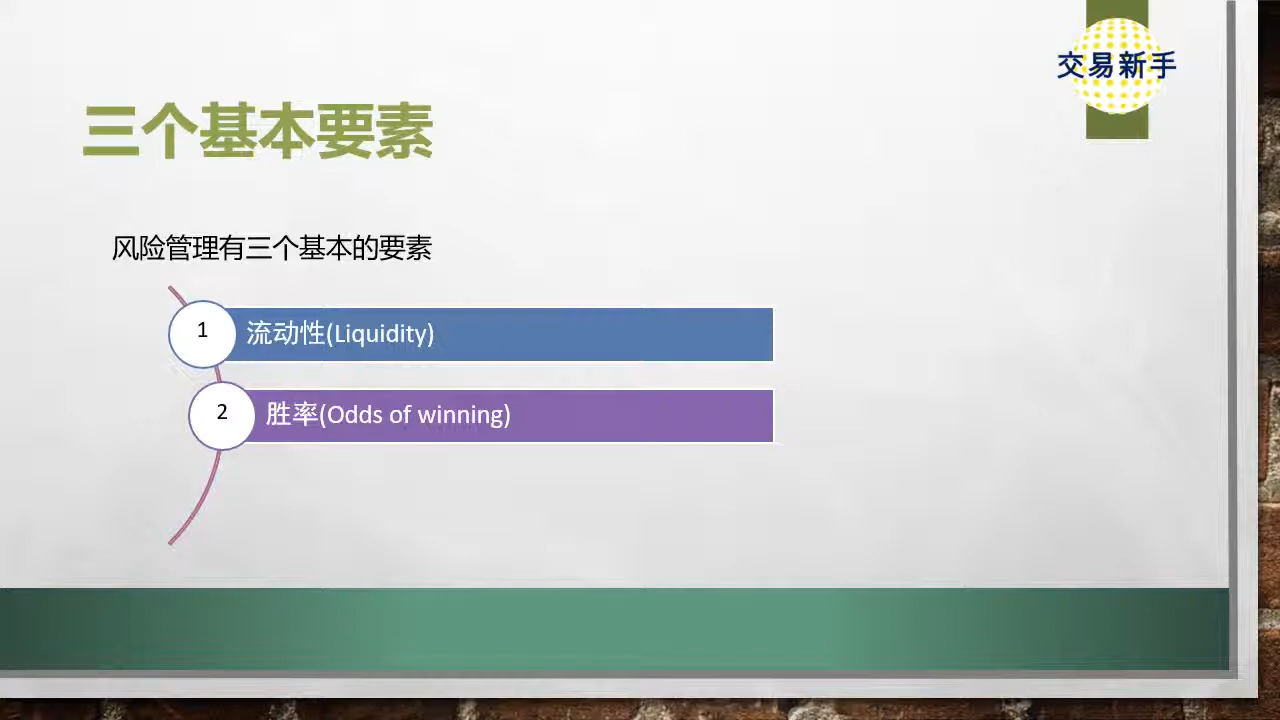 交易新手
三个基本要素
风险管理有三个基本的要素
1 流动性(Liquidity)
2 胜率(Odds of winning)